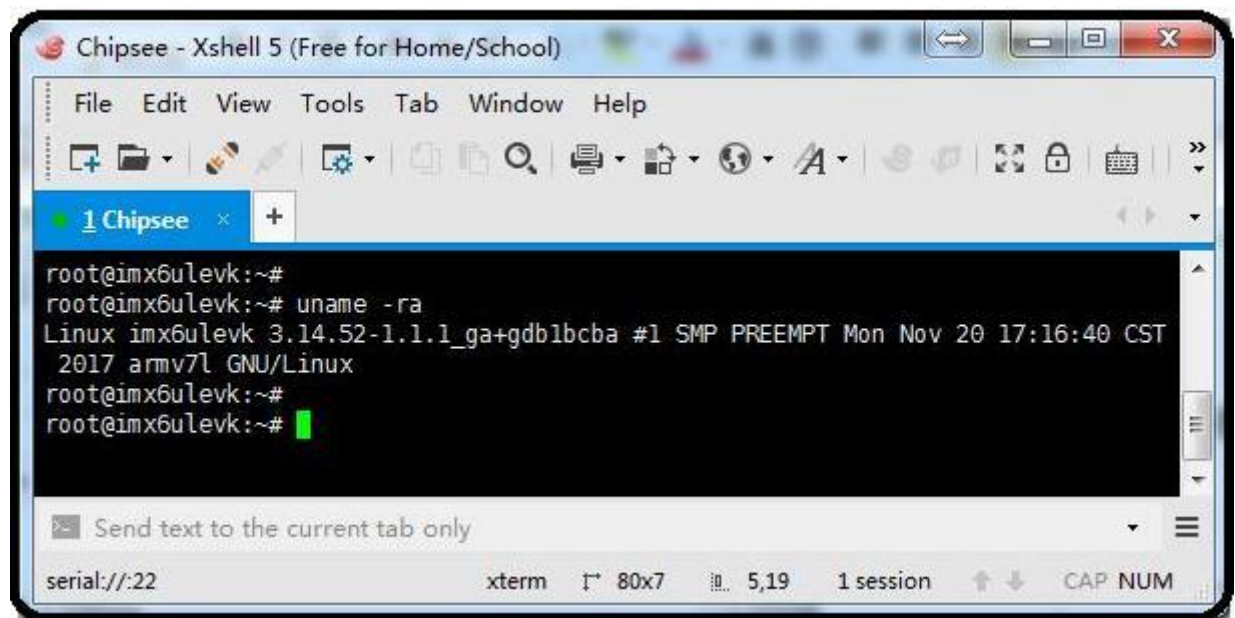 Chipsee - Xshell 5 (Free for Home/School)
File Edit View Tools Tab Window Help
1 Chipsee
root@imx6ulevk:~#
root@imx6ulevk:~# uname -ra
Linux imx6ulevk 3.14.52-1.1.1_ga+gdb1bcba #1 SMP PREEMPT Mon Nov 20 17:16:40 CST
2017 armv7l GNU/Linux
root@imx6ulevk:~#
root@imx6ulevk:~#
Send text to the current tab only
serial://:22 xterm 80x7 5,19 1 session CAP NUM